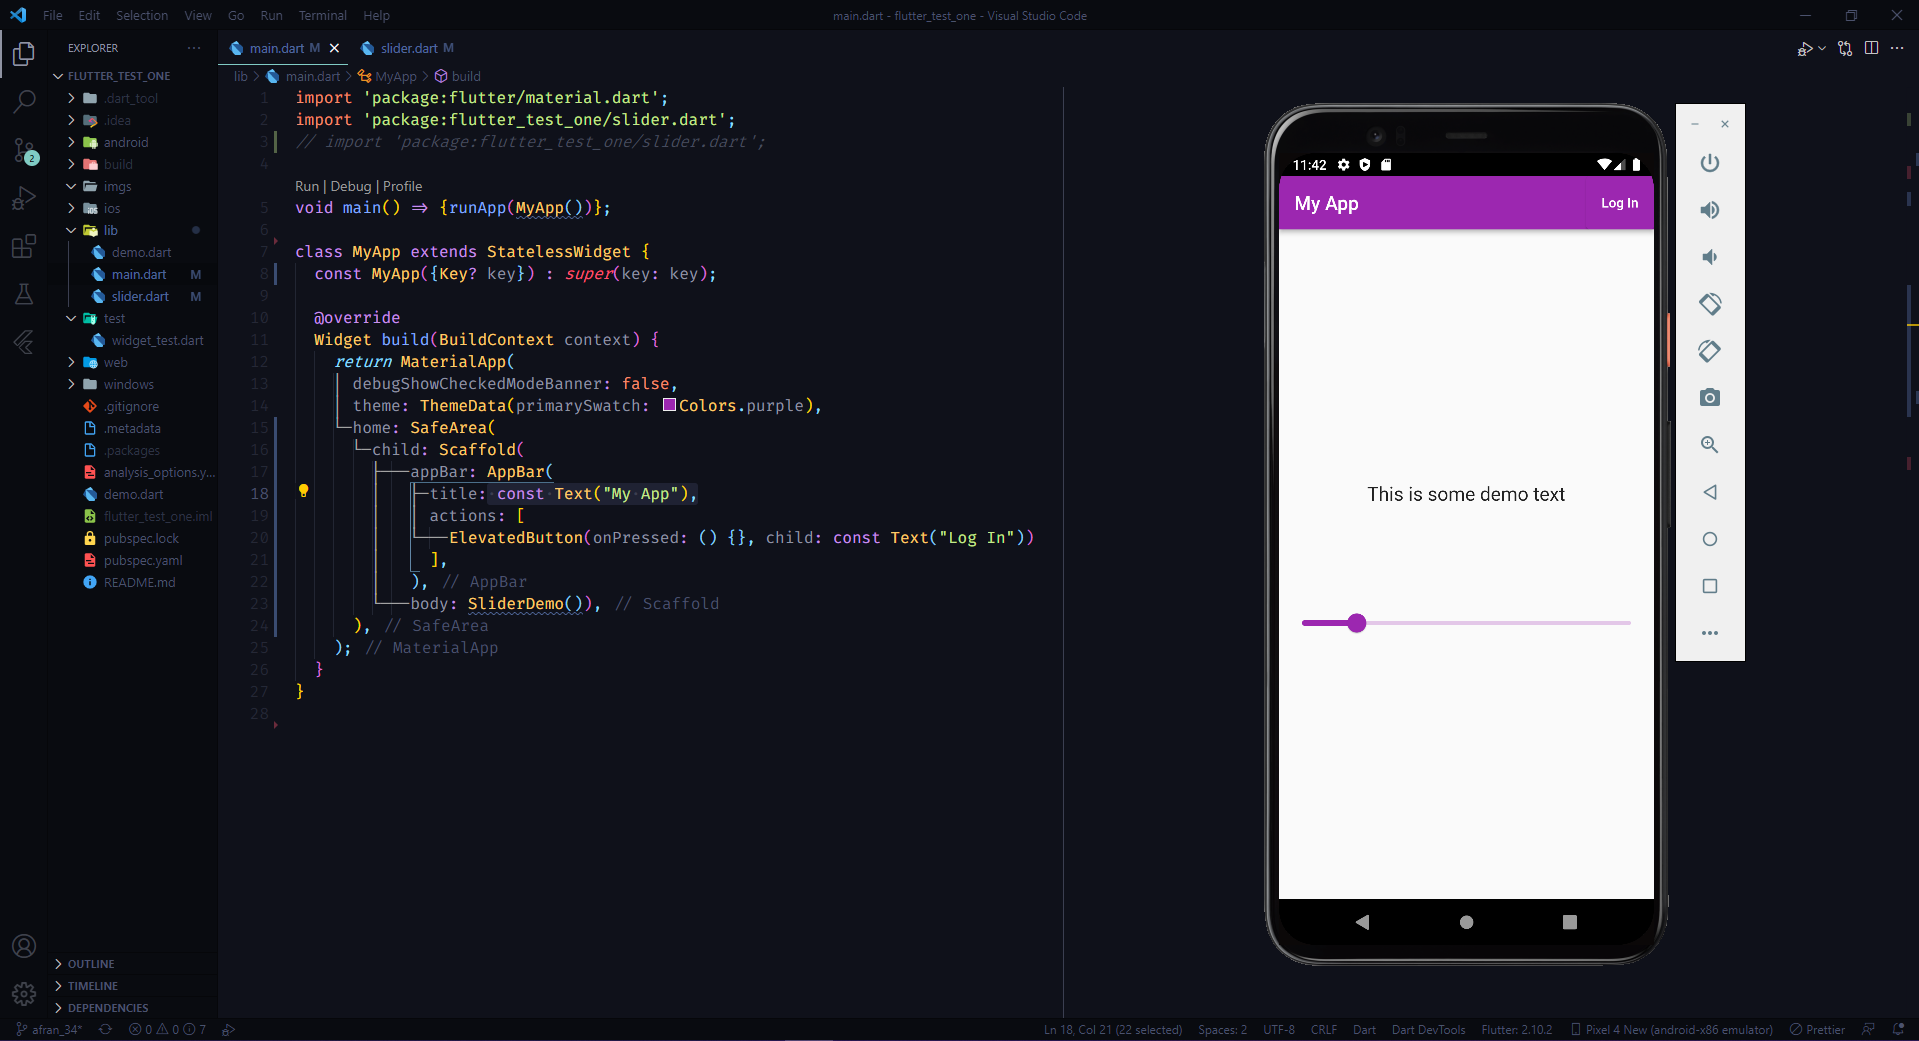 File Edit Selection View Go Run Terminal Help
main.dart - flutter_test_one - Visual Studio Code
EXPLORER
FLUTTER_TEST_ONE
.dart_tool
.idea
android
build
imgs
ios
lib
demo.dart
main.dart M
slider.dart M
test
widget_test.dart
web
windows
.gitignore
.metadata
.packages
analysis_options.y...
demo.dart
flutter_test_one.iml
pubspec.lock
pubspec.yaml
README.md
OUTLINE
TIMELINE
DEPENDENCIES
2
main.dart M slider.dart M
lib > main.dart > MyApp > build
1 import 'package:flutter/material.dart';
2 import 'package:flutter_test_one/slider.dart';
3 // import 'package:flutter_test_one/slider.dart';
4
Run | Debug | Profile
5 void main() => {runApp(MyApp())};
6
7 class MyApp extends StatelessWidget {
8 const MyApp({Key? key}) : super(key: key);
9
10 @override
11 Widget build(BuildContext context) {
12 return MaterialApp(
13 debugShowCheckedModeBanner: false,
14 theme: ThemeData(primarySwatch: Colors.purple),
15 home: SafeArea(
16 child: Scaffold(
17 appBar: AppBar(
18 title: const Text("My App"),
19 actions: [
20 ElevatedButton(onPressed: () {}, child: const Text("Log In"))
21 ],
22 ), // AppBar
23 body: SliderDemo()), // Scaffold
24 ), // SafeArea
25 ); // MaterialApp
26 }
27 }
28
11:42
My App Log In
This is some demo text
afran_34* 0 0 7
Ln 18, Col 21 (22 selected) Spaces: 2 UTF-8 CRLF Dart Dart DevTools Flutter: 2.10.2 Pixel 4 New (android-x86 emulator) Prettier